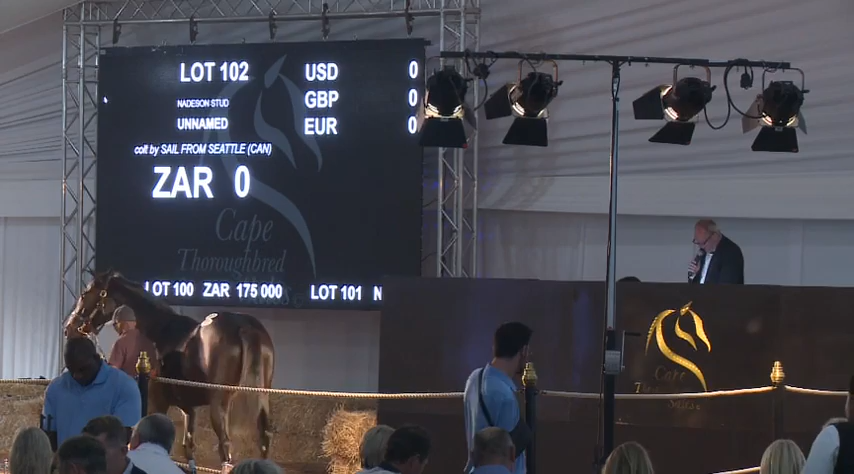 LOT 102 USD 0
NADESON STUD GBP 0
UNNAMED EUR 0
colt by SAIL FROM SEATTLE (CAN)
ZAR 0
Cape
Thoroughbred
LOT 100 ZAR 175 000 LOT 101 N
Cape
Sales